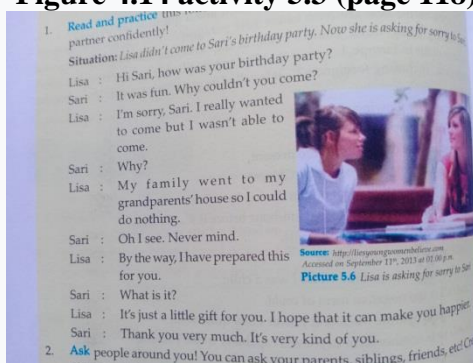 Figure 4.14 activity 5.5 (page 118)
1. Read and practice this
partner confidently!
Situation: Lisa didn't come to Sari's birthday party. Now she is asking for sorry to Sari
Lisa : Hi Sari, how was your birthday party?
Sari : It was fun. Why couldn't you come?
Lisa : I'm sorry, Sari. I really wanted
to come but I wasn't able to
come.
Sari : Why?
Lisa : My family went to my
grandparents' house so I could
do nothing.
Sari : Oh I see. Never mind.
Lisa : By the way, I have prepared this
for you.
Sari : What is it?
Lisa : It's just a little gift for you. I hope that it can make you happier.
Sari : Thank you very much. It's very kind of you.
Source: http://liesyoungwomenbelieve.com
Accessed on September 11th, 2013 at 01.06 p.m
Picture 5.6 Lisa is asking for sorry to Sari
2. Ask people around you! You can ask your parents, siblings, friends, etc!